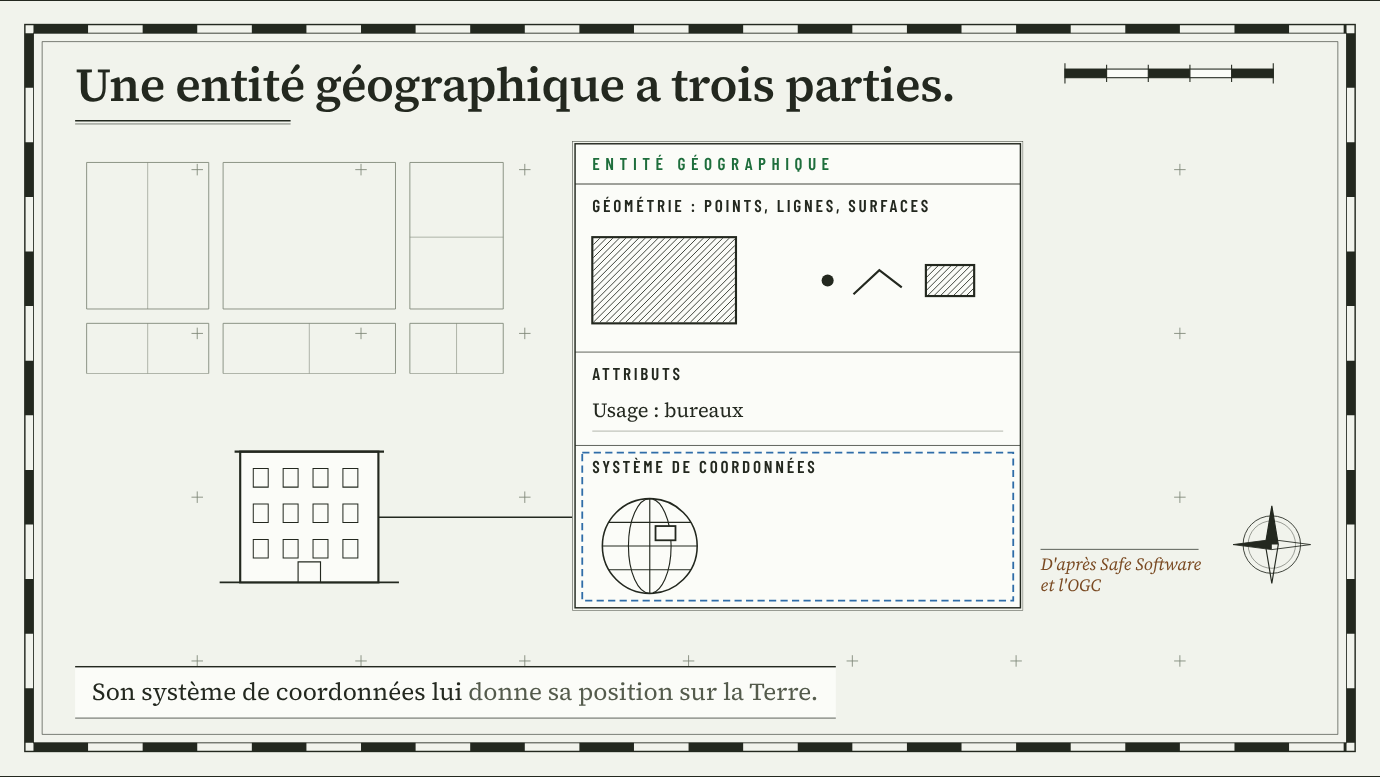 Une entité géographique a trois parties.
ENTITÉ GÉOGRAPHIQUE
GÉOMÉTRIE : POINTS, LIGNES, SURFACES
ATTRIBUTS
Usage : bureaux
SYSTÈME DE COORDONNÉES
D'après Safe Software
et l'OGC
Son système de coordonnées lui donne sa position sur la Terre.